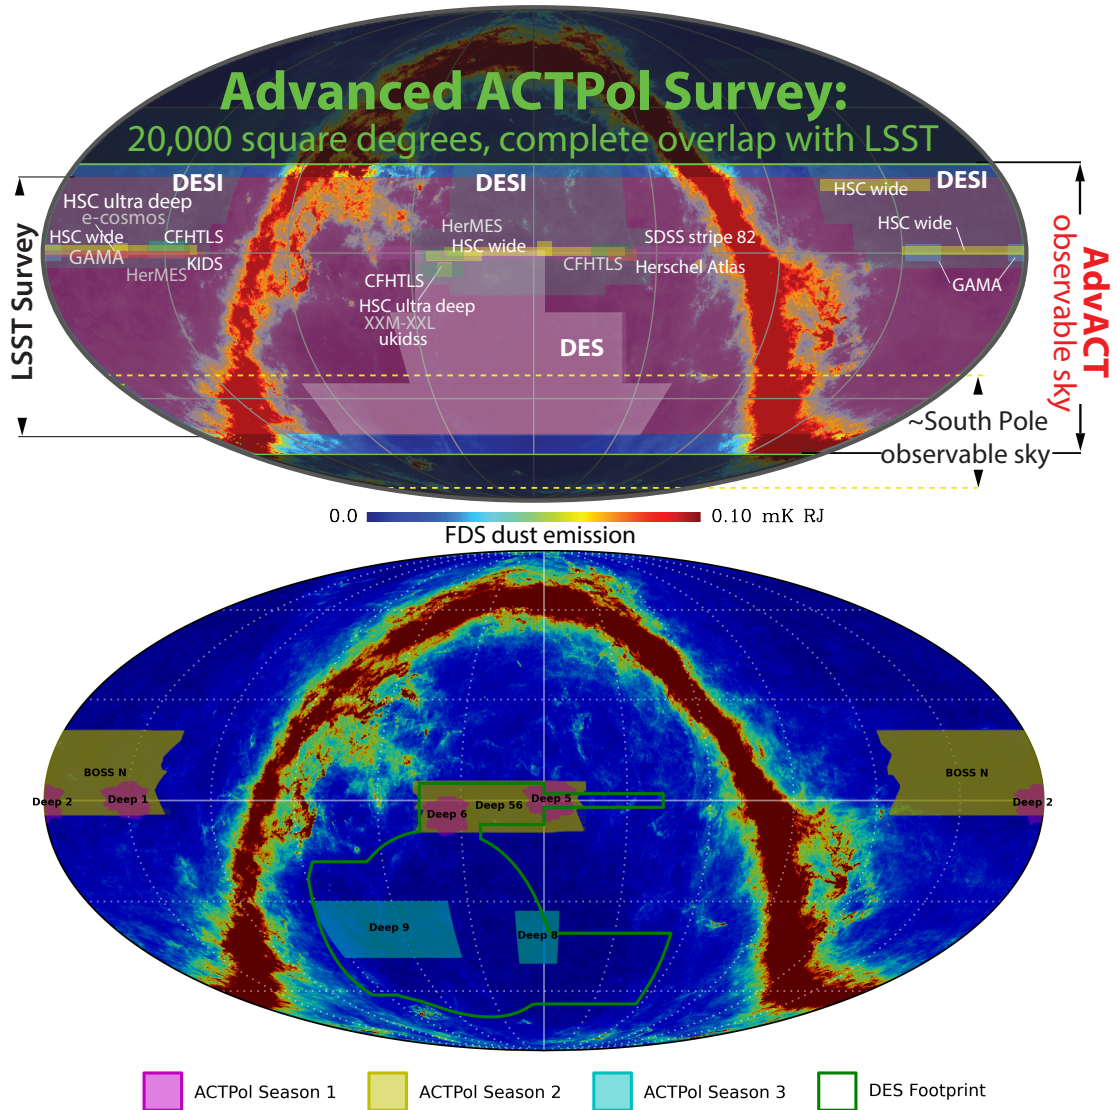 Advanced ACTPol Survey:
20,000 square degrees, complete overlap with LSST
DESI
DESI
DESI
HSC wide
HSC ultra deep
e-cosmos
HSC wide
CFHTLS
GAMA
KIDS
HerMES
HerMES
HSC wide
SDSS stripe 82
CFHTLS
Herschel Atlas
CFHTLS
HSC ultra deep
XXM-XXL
ukidss
DES
HSC wide
GAMA
LSST Survey
AdvACT
observable sky
~South Pole
observable sky
0.0
0.10 mK RJ
FDS dust emission
BOSS N
BOSS N
Deep 2
Deep 1
Deep 56
Deep 5
Deep 6
Deep 2
Deep 9
Deep 8
ACTPol Season 1
ACTPol Season 2
ACTPol Season 3
DES Footprint